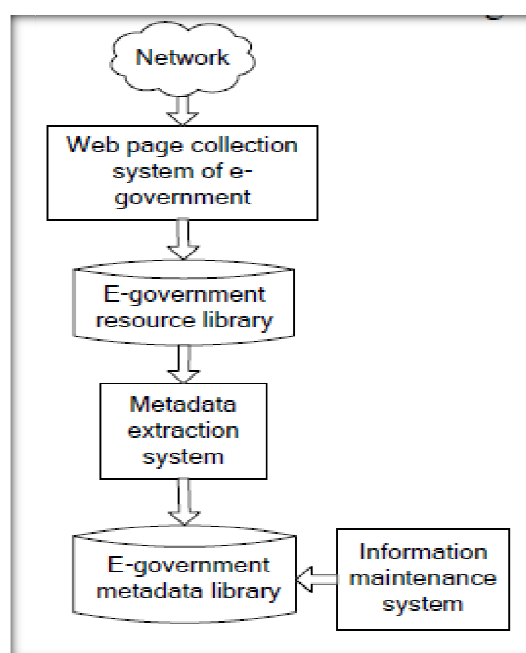 Network
Web page collection
system of e-
government
E-government
resource library
Metadata
extraction
system
E-government
metadata library
Information
maintenance
system